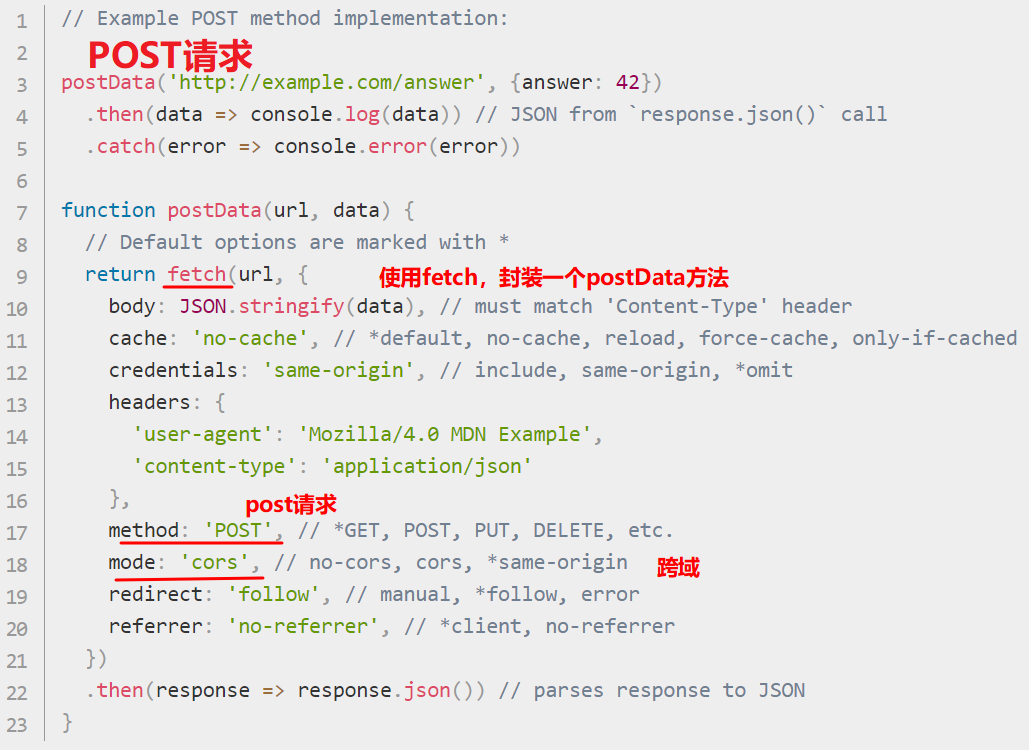 1 // Example POST method implementation:
2 POST请求
3 postData('http://example.com/answer', {answer: 42})
4 .then(data => console.log(data)) // JSON from `response.json()` call
5 .catch(error => console.error(error))
6
7 function postData(url, data) {
8 // Default options are marked with *
9 return fetch(url, { 使用fetch，封装一个postData方法
10 body: JSON.stringify(data), // must match 'Content-Type' header
11 cache: 'no-cache', // *default, no-cache, reload, force-cache, only-if-cached
12 credentials: 'same-origin', // include, same-origin, *omit
13 headers: {
14 'user-agent': 'Mozilla/4.0 MDN Example',
15 'content-type': 'application/json'
16 }, post请求
17 method: 'POST', // *GET, POST, PUT, DELETE, etc.
18 mode: 'cors', // no-cors, cors, *same-origin 跨域
19 redirect: 'follow', // manual, *follow, error
20 referrer: 'no-referrer', // *client, no-referrer
21 })
22 .then(response => response.json()) // parses response to JSON
23 }